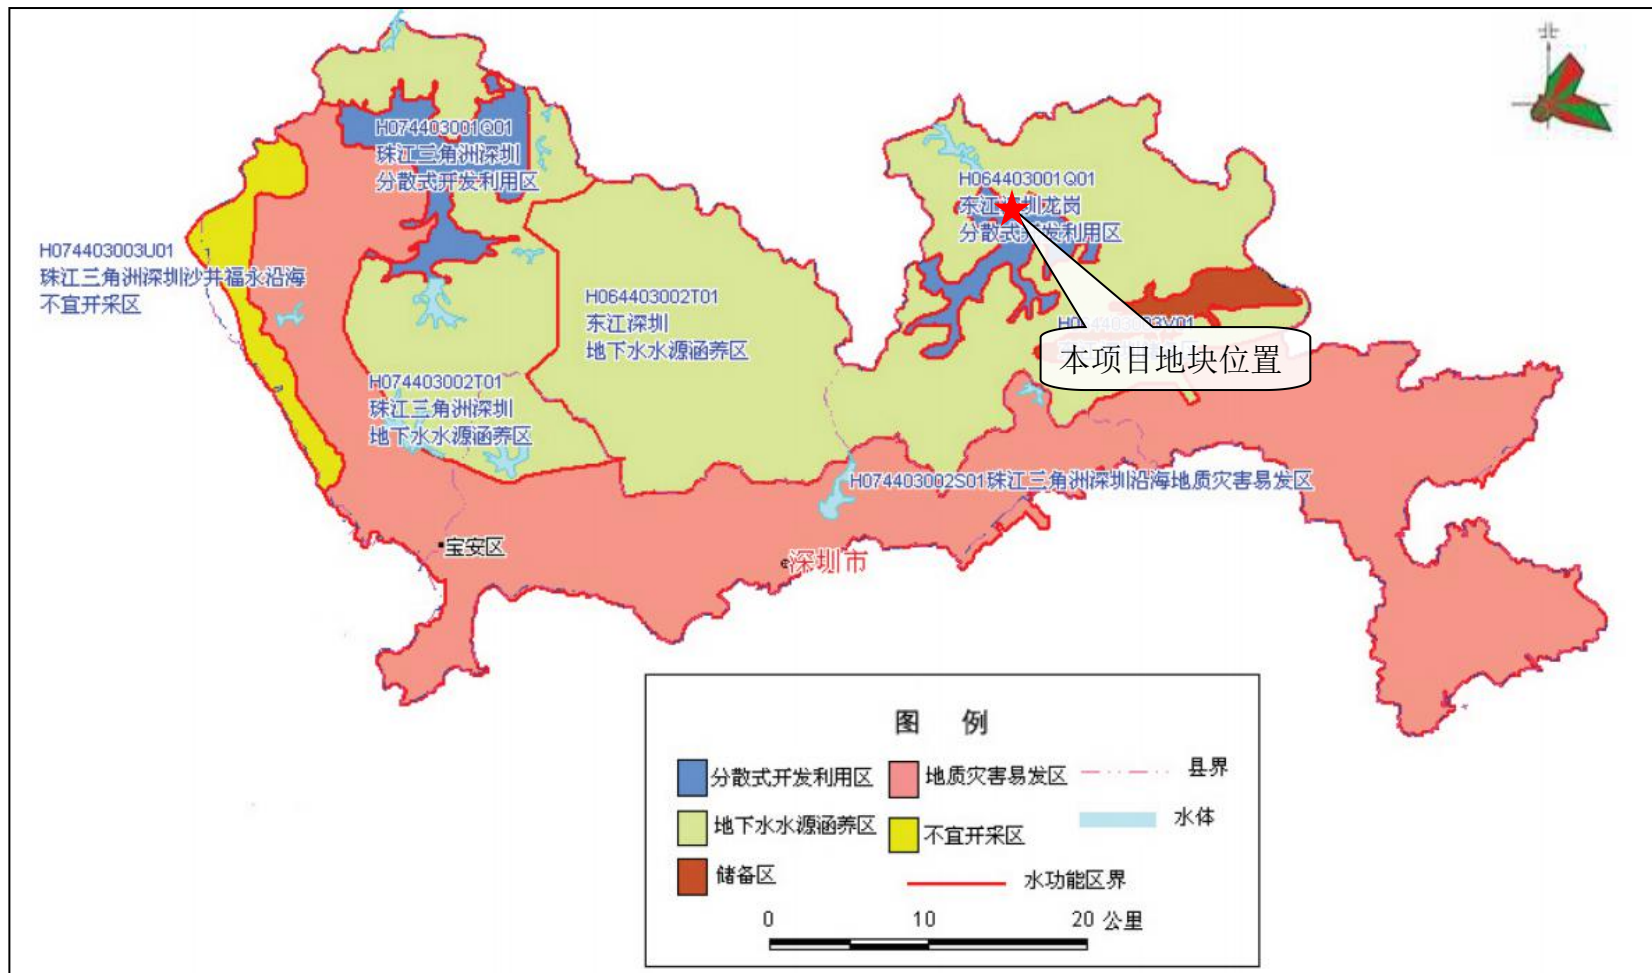 北
H074403001Q01
珠江三角洲深圳
分散式开发利用区
H064403001Q01
东江深圳龙岗
分散式开发利用区
H074403003U01
珠江三角洲深圳沙井福永沿海
不宜开采区
H064403002T01
东江深圳
地下水水源涵养区
本项目地块位置
H074403002T01
珠江三角洲深圳
地下水水源涵养区
H074403002S01珠江三角洲深圳沿海地质灾害易发区
宝安区
深圳市
图 例
分散式开发利用区
地质灾害易发区
县界
地下水水源涵养区
不宜开采区
水体
储备区
水功能区界
0 10 20 公里